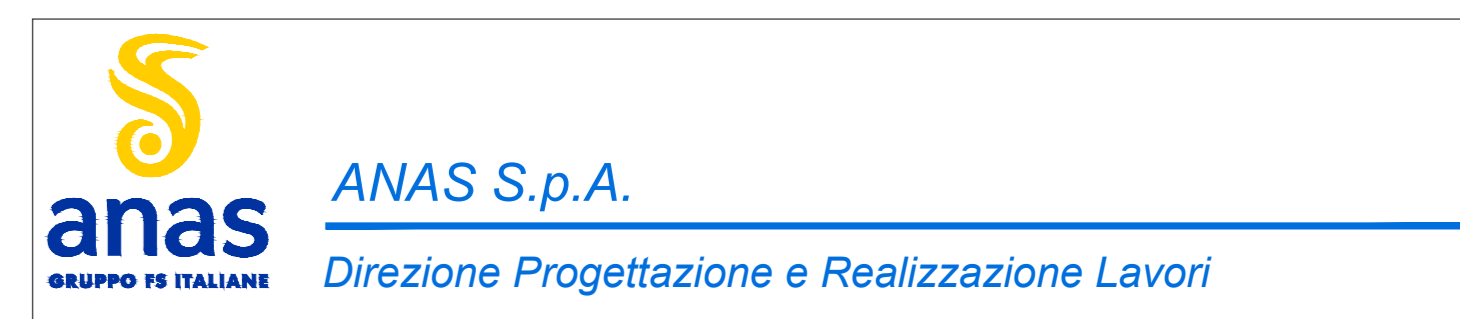 anas
GRUPPO FS ITALIANE
ANAS S.p.A.
Direzione Progettazione e Realizzazione Lavori